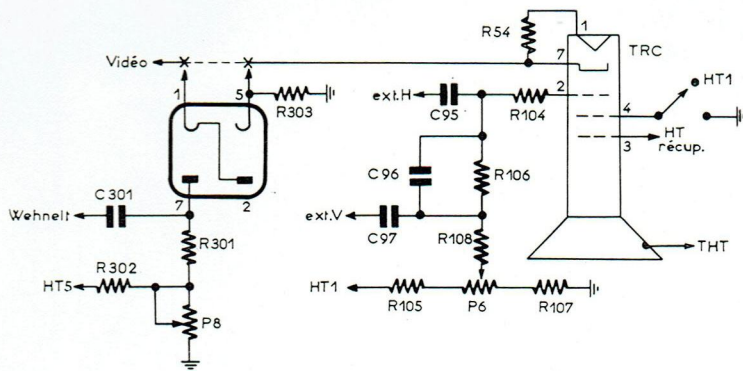 R54
1
TRC
Vidéo
7
HT1
1
5
R303
ext.H
C95
R104
2
4
3
HT
récup.
C96
R106
C301
7
2
Wehnelt
ext.V
C97
R301
R108
THT
R302
HT5
HT1
R105
P6
R107
P8